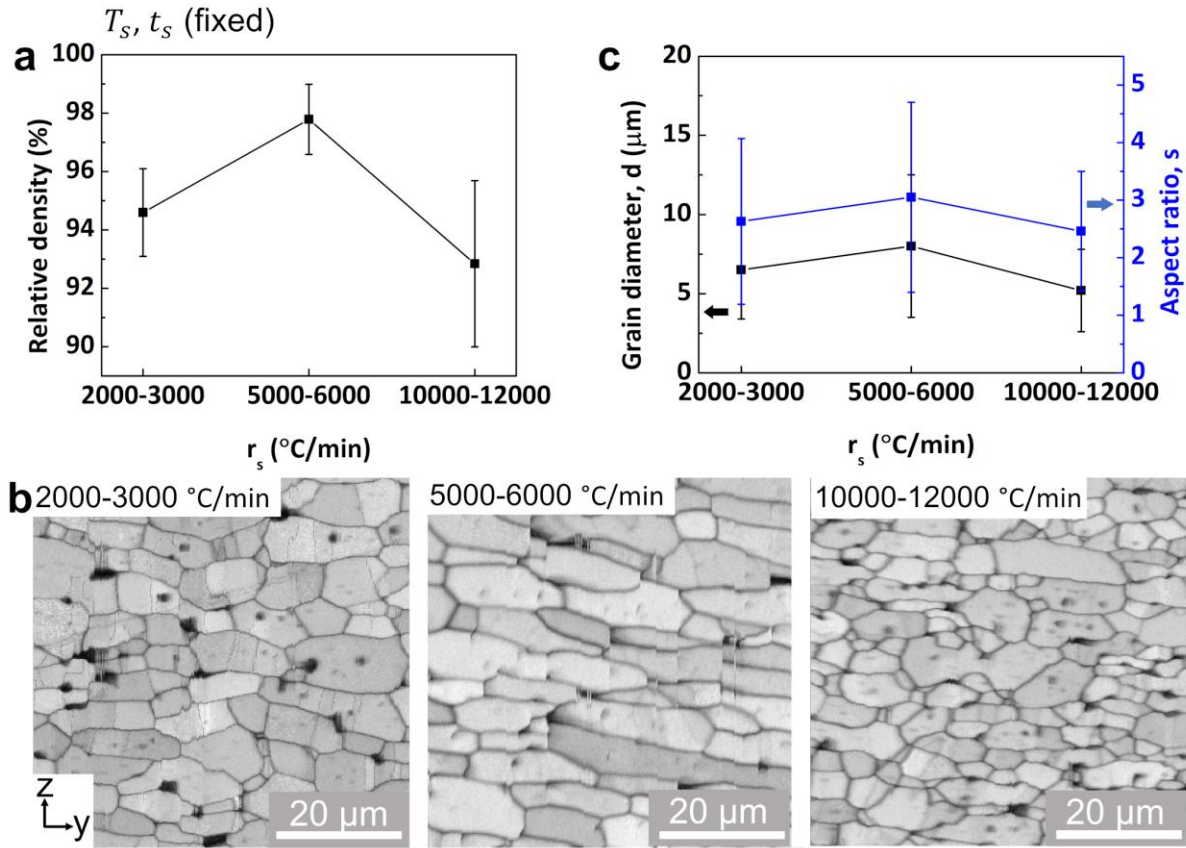 T_s, t_s (fixed)
a
100
98
96
94
92
90
Relative density (%)
2000-3000 5000-6000 10000-12000
r_s (°C/min)
c
20
15
10
5
0
Grain diameter, d (μm)
5
4
3
2
1
0
Aspect ratio, s
2000-3000 5000-6000 10000-12000
r_s (°C/min)
b
2000-3000 °C/min
5000-6000 °C/min
10000-12000 °C/min
z
y
20 μm
20 μm
20 μm